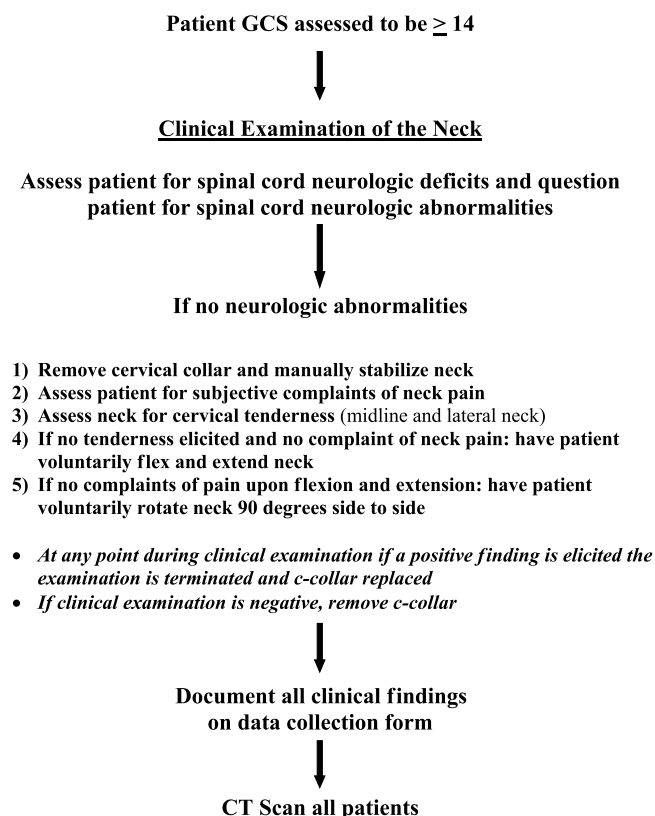 Patient GCS assessed to be ≥ 14
Clinical Examination of the Neck
Assess patient for spinal cord neurologic deficits and question
patient for spinal cord neurologic abnormalities
If no neurologic abnormalities
1) Remove cervical collar and manually stabilize neck
2) Assess patient for subjective complaints of neck pain
3) Assess neck for cervical tenderness (midline and lateral neck)
4) If no tenderness elicited and no complaint of neck pain: have patient
voluntarily flex and extend neck
5) If no complaints of pain upon flexion and extension: have patient
voluntarily rotate neck 90 degrees side to side
• At any point during clinical examination if a positive finding is elicited the
examination is terminated and c-collar replaced
• If clinical examination is negative, remove c-collar
Document all clinical findings
on data collection form
CT Scan all patients